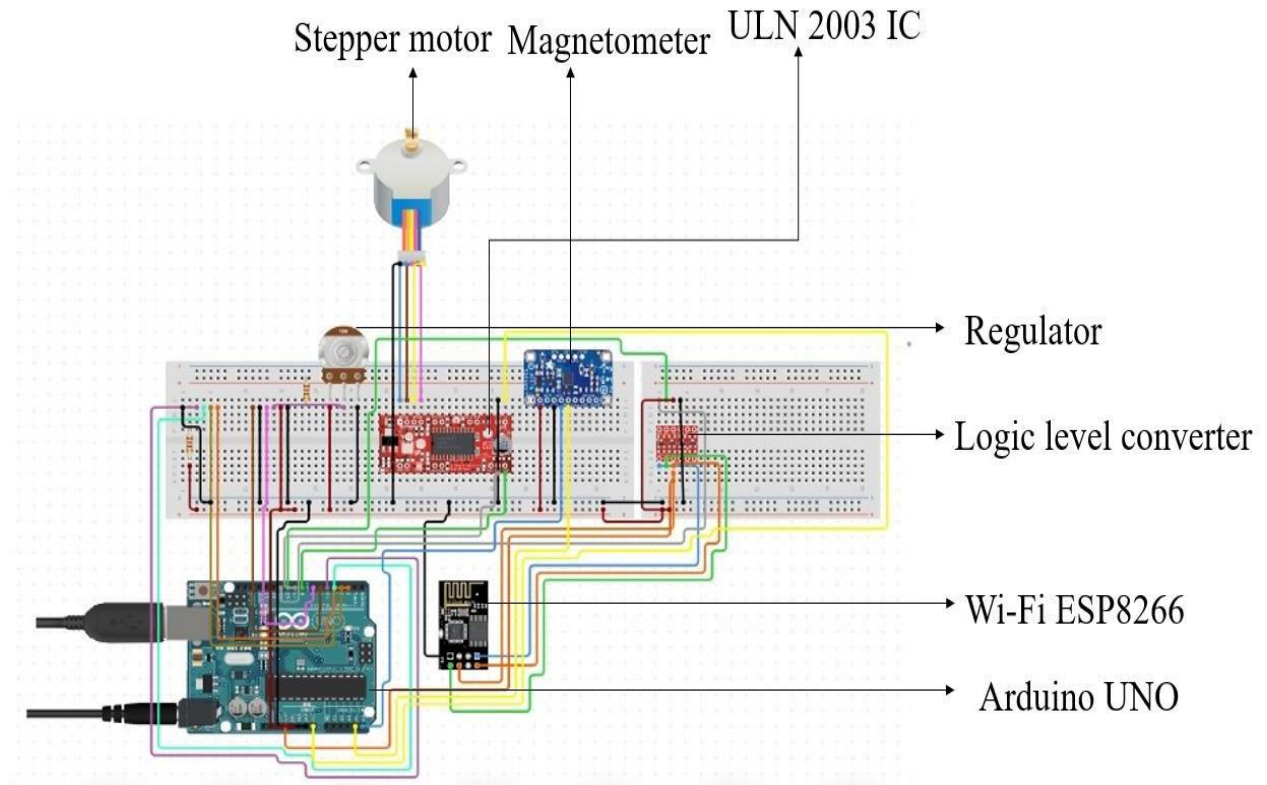 Stepper motor
Magnetometer
ULN 2003 IC
Regulator
Logic level converter
Wi-Fi ESP8266
Arduino UNO